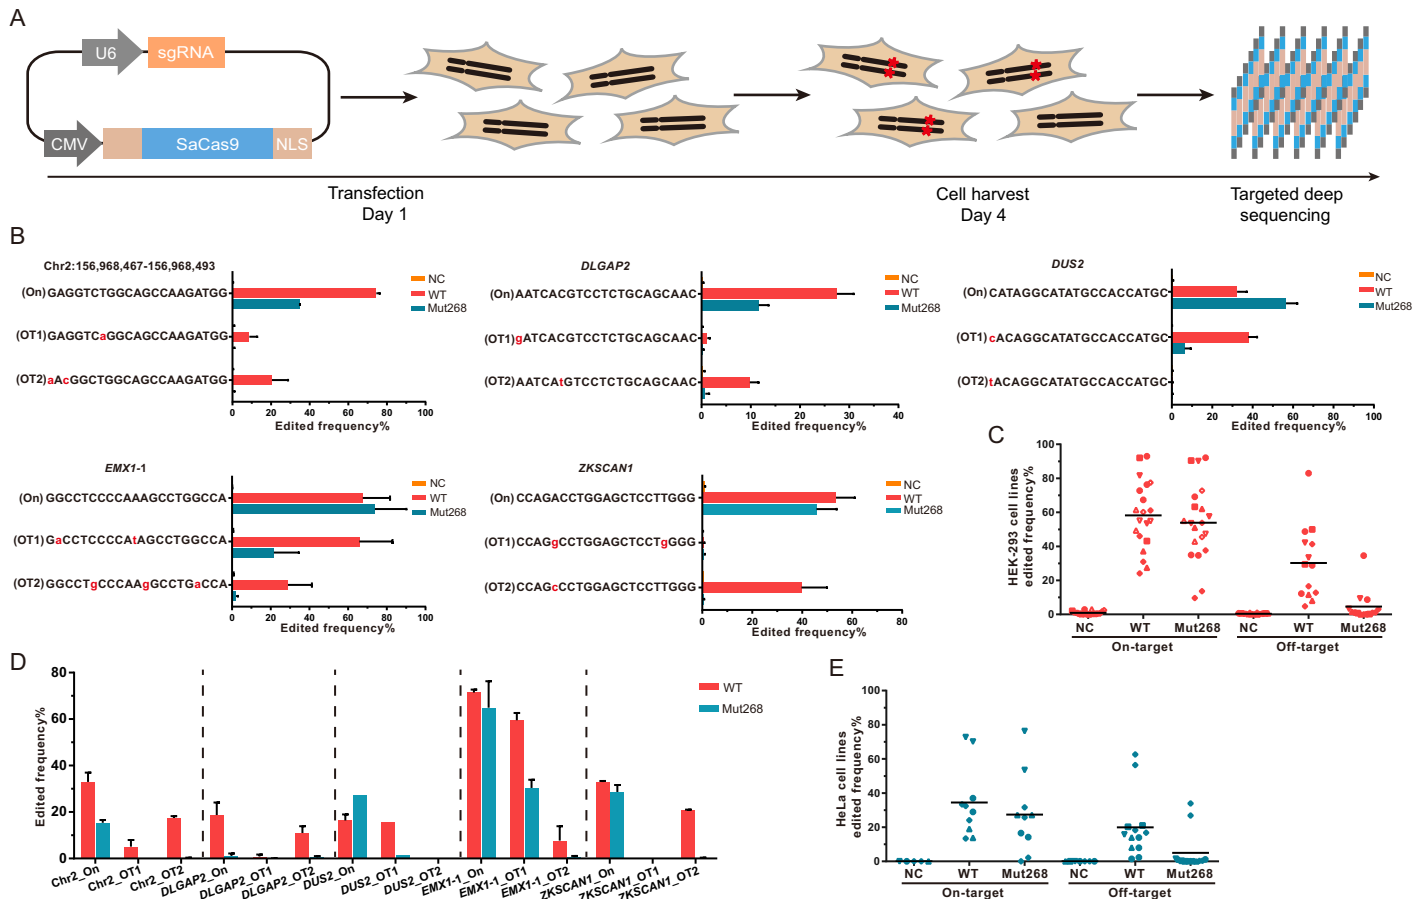 A
U6
sgRNA
CMV
SaCas9
NLS
Transfection
Day 1
Cell harvest
Day 4
Targeted deep
sequencing
B
Chr2:156,968,467-156,968,493
(On)GAGGTCTGGCAGCCAAGATGG
(OT1)GAGGTCaGGCAGCCAAGATGG
(OT2)aAcGGCTGGCAGCCAAGATGG
0 20 40 60 80 100
Edited frequency%
NC
WT
Mut268
DLGAP2
(On)AATCACGTCCTCTGCAGCAAC
(OT1)gATCACGTCCTCTGCAGCAAC
(OT2)AATCAtGTCCTCTGCAGCAAC
0 10 20 30 40
Edited frequency%
NC
WT
Mut268
DUS2
(On)CATAGGCATATGCCACCATGC
(OT1)cACAGGCATATGCCACCATGC
(OT2)tACAGGCATATGCCACCATGC
0 20 40 60 80 100
Edited frequency%
NC
WT
Mut268
EMX1-1
(On)GGCCTCCCCAAAGCCTGGCCA
(OT1)GaCCTCCCCAtAGCCTGGCCA
(OT2)GGCCTgCCCAAgGCCTGaCCA
0 20 40 60 80 100
Edited frequency%
NC
WT
Mut268
ZKSCAN1
(On)CCAGACCTGGAGCTCCTTGGG
(OT1)CCAGgCCTGGAGCTCCTgGGG
(OT2)CCAGcCCTGGAGCTCCTTGGG
0 20 40 60 80
Edited frequency%
NC
WT
Mut268
C
HEK-293 cell lines
edited frequency%
100
80
60
40
20
0
NC WT Mut268 NC WT Mut268
On-target Off-target
D
Edited frequency%
80
60
40
20
0
WT
Mut268
Chr2_On
Chr2_OT1
Chr2_OT2
DLGAP2_On
DLGAP2_OT1
DLGAP2_OT2
DUS2_On
DUS2_OT1
DUS2_OT2
EMX1-1_On
EMX1-1_OT1
EMX1-1_OT2
ZKSCAN1_On
ZKSCAN1_OT1
ZKSCAN1_OT2
E
HeLa cell lines
edited frequency%
100
80
60
40
20
0
NC WT Mut268 NC WT Mut268
On-target Off-target